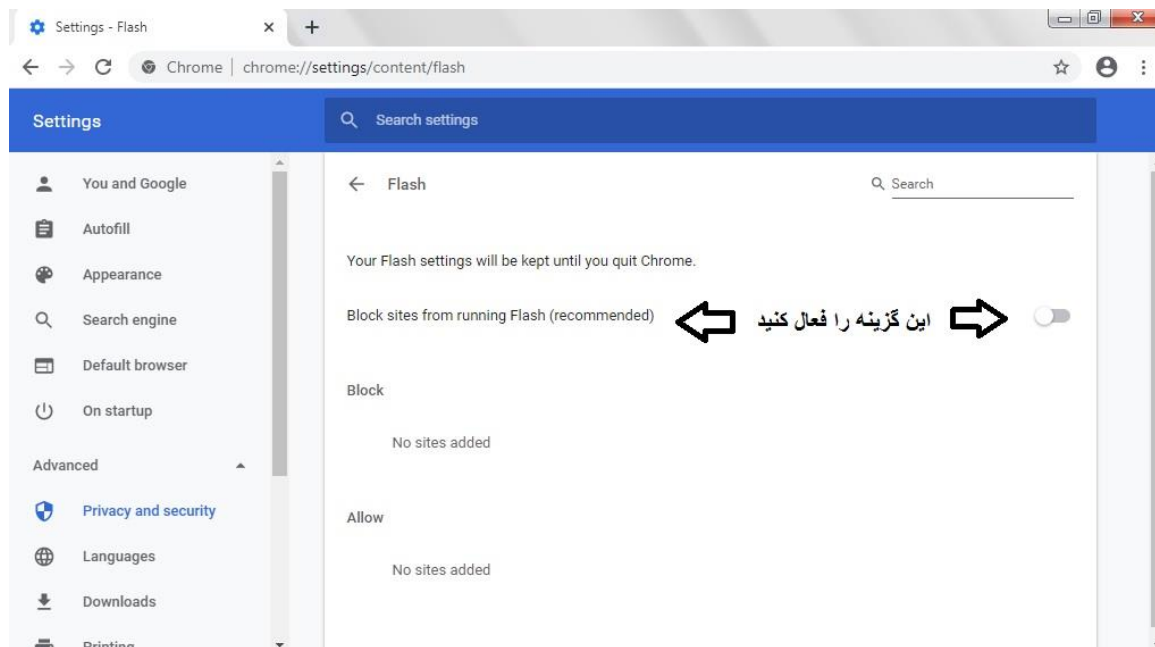 Settings - Flash
Chrome | chrome://settings/content/flash
Settings
Search settings
You and Google
Autofill
Appearance
Search engine
Default browser
On startup
Advanced
Privacy and security
Languages
Downloads
Printing
Flash
Search
Your Flash settings will be kept until you quit Chrome.
Block sites from running Flash (recommended)
این گزینه را فعال کنید
Block
No sites added
Allow
No sites added